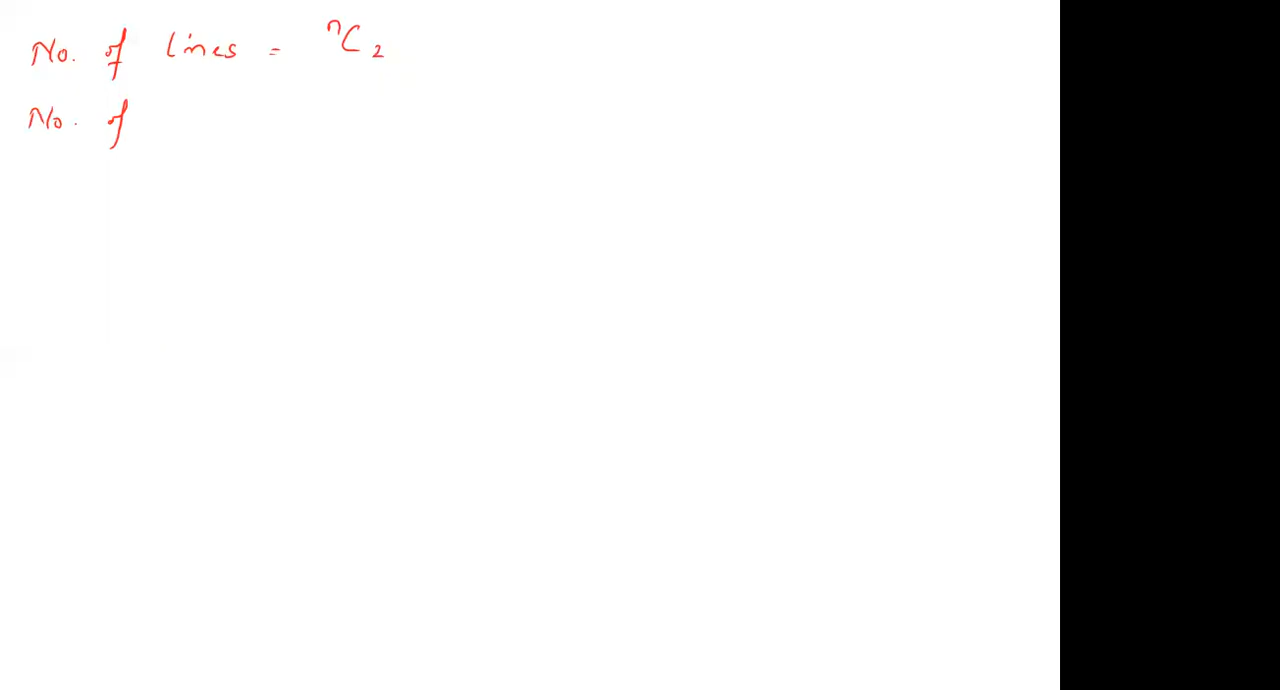 No. of lines = ⁿC₂
No. of